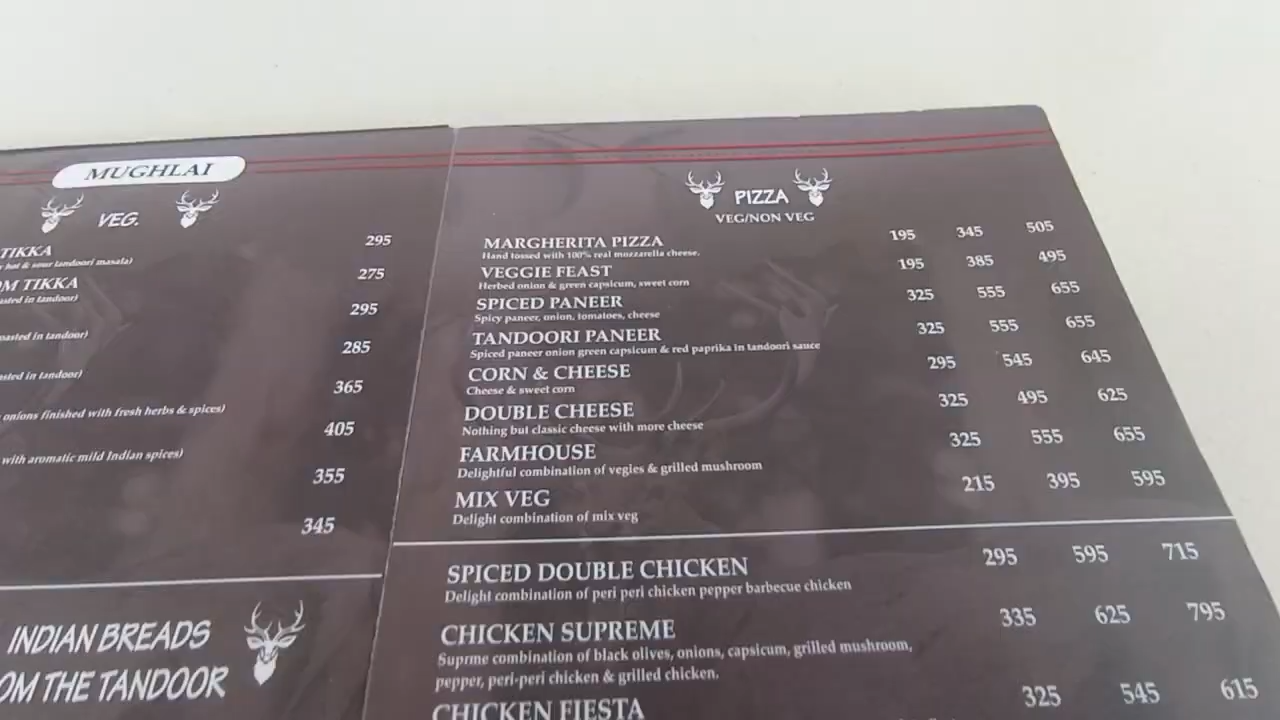 MUGHLAI
VEG.
TIKKA 295
hot & sour tandoori masala)
TIKKA 275
roasted in tandoor)
295
roasted in tandoor)
285
roasted in tandoor)
365
onions finished with fresh herbs & spices)
405
with aromatic mild Indian spices)
355
345
INDIAN BREADS
OM THE TANDOOR
PIZZA
VEG/NON VEG
MARGHERITA PIZZA 195 345 505
Hand tossed with 100% real mozzarella cheese.
VEGGIE FEAST 195 385 495
Herbed onion & green capsicum, sweet corn
SPICED PANEER 325 555 655
Spicy paneer, onion, tomatoes, cheese
TANDOORI PANEER 325 555 655
Spiced paneer onion green capsicum & red paprika in tandoori sauce
CORN & CHEESE 295 545 645
Cheese & sweet corn
DOUBLE CHEESE 325 495 625
Nothing but classic cheese with more cheese
FARMHOUSE 325 555 655
Delightful combination of vegies & grilled mushroom
MIX VEG 215 395 595
Delight combination of mix veg
SPICED DOUBLE CHICKEN 295 595 715
Delight combination of peri peri chicken pepper barbecue chicken
CHICKEN SUPREME 335 625 795
Suprme combination of black olives, onions, capsicum, grilled mushroom,
pepper, peri-peri chicken & grilled chicken.
CHICKEN FIESTA 325 545 615